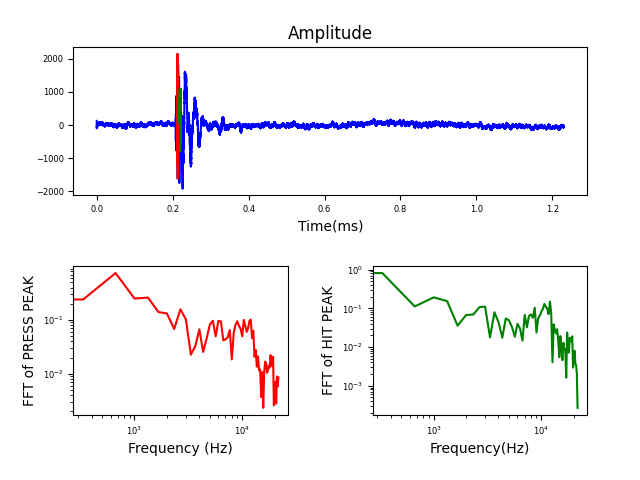 Amplitude
2000
1000
0
−1000
−2000
0.0 0.2 0.4 0.6 0.8 1.0 1.2
Time(ms)
FFT of PRESS PEAK
10⁻¹
10⁻²
10³ 10⁴
Frequency (Hz)
FFT of HIT PEAK
10⁰
10⁻¹
10⁻²
10⁻³
10³ 10⁴
Frequency(Hz)